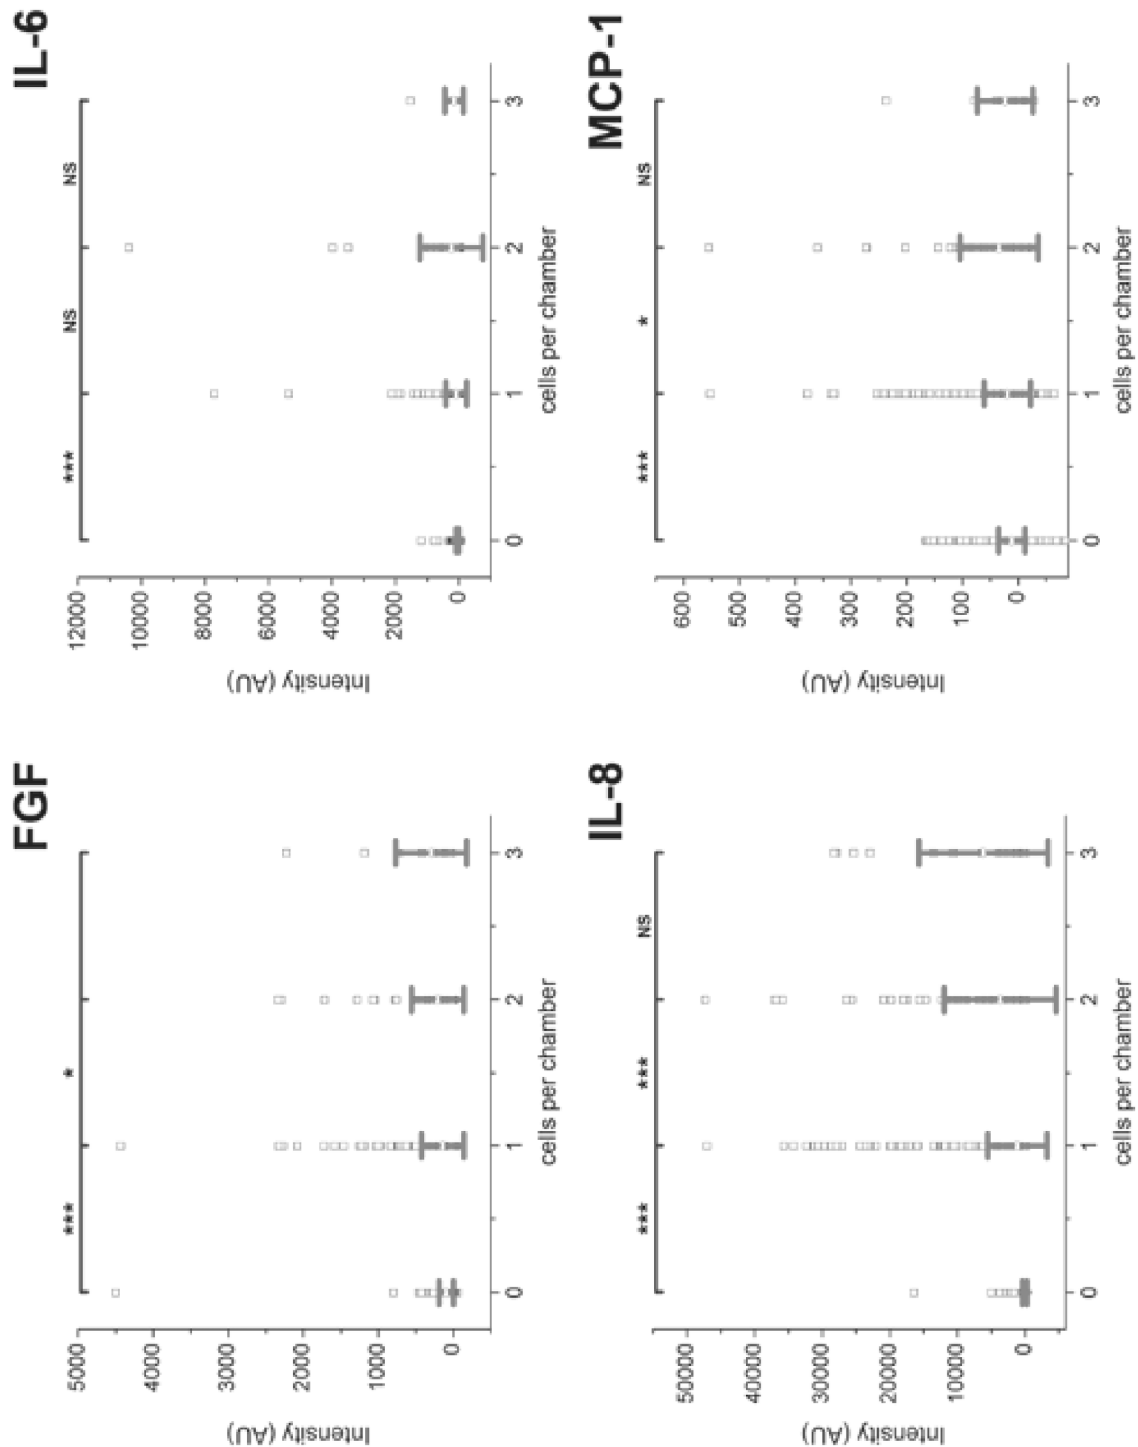 FGF
*** *
5000
4000
3000
2000
1000
0
Intensity (AU)
0 1 2 3
cells per chamber
IL-6
*** NS NS
12000
10000
8000
6000
4000
2000
0
Intensity (AU)
0 1 2 3
cells per chamber
IL-8
*** *** NS
50000
40000
30000
20000
10000
0
Intensity (AU)
0 1 2 3
cells per chamber
MCP-1
*** * NS
600
500
400
300
200
100
0
Intensity (AU)
0 1 2 3
cells per chamber